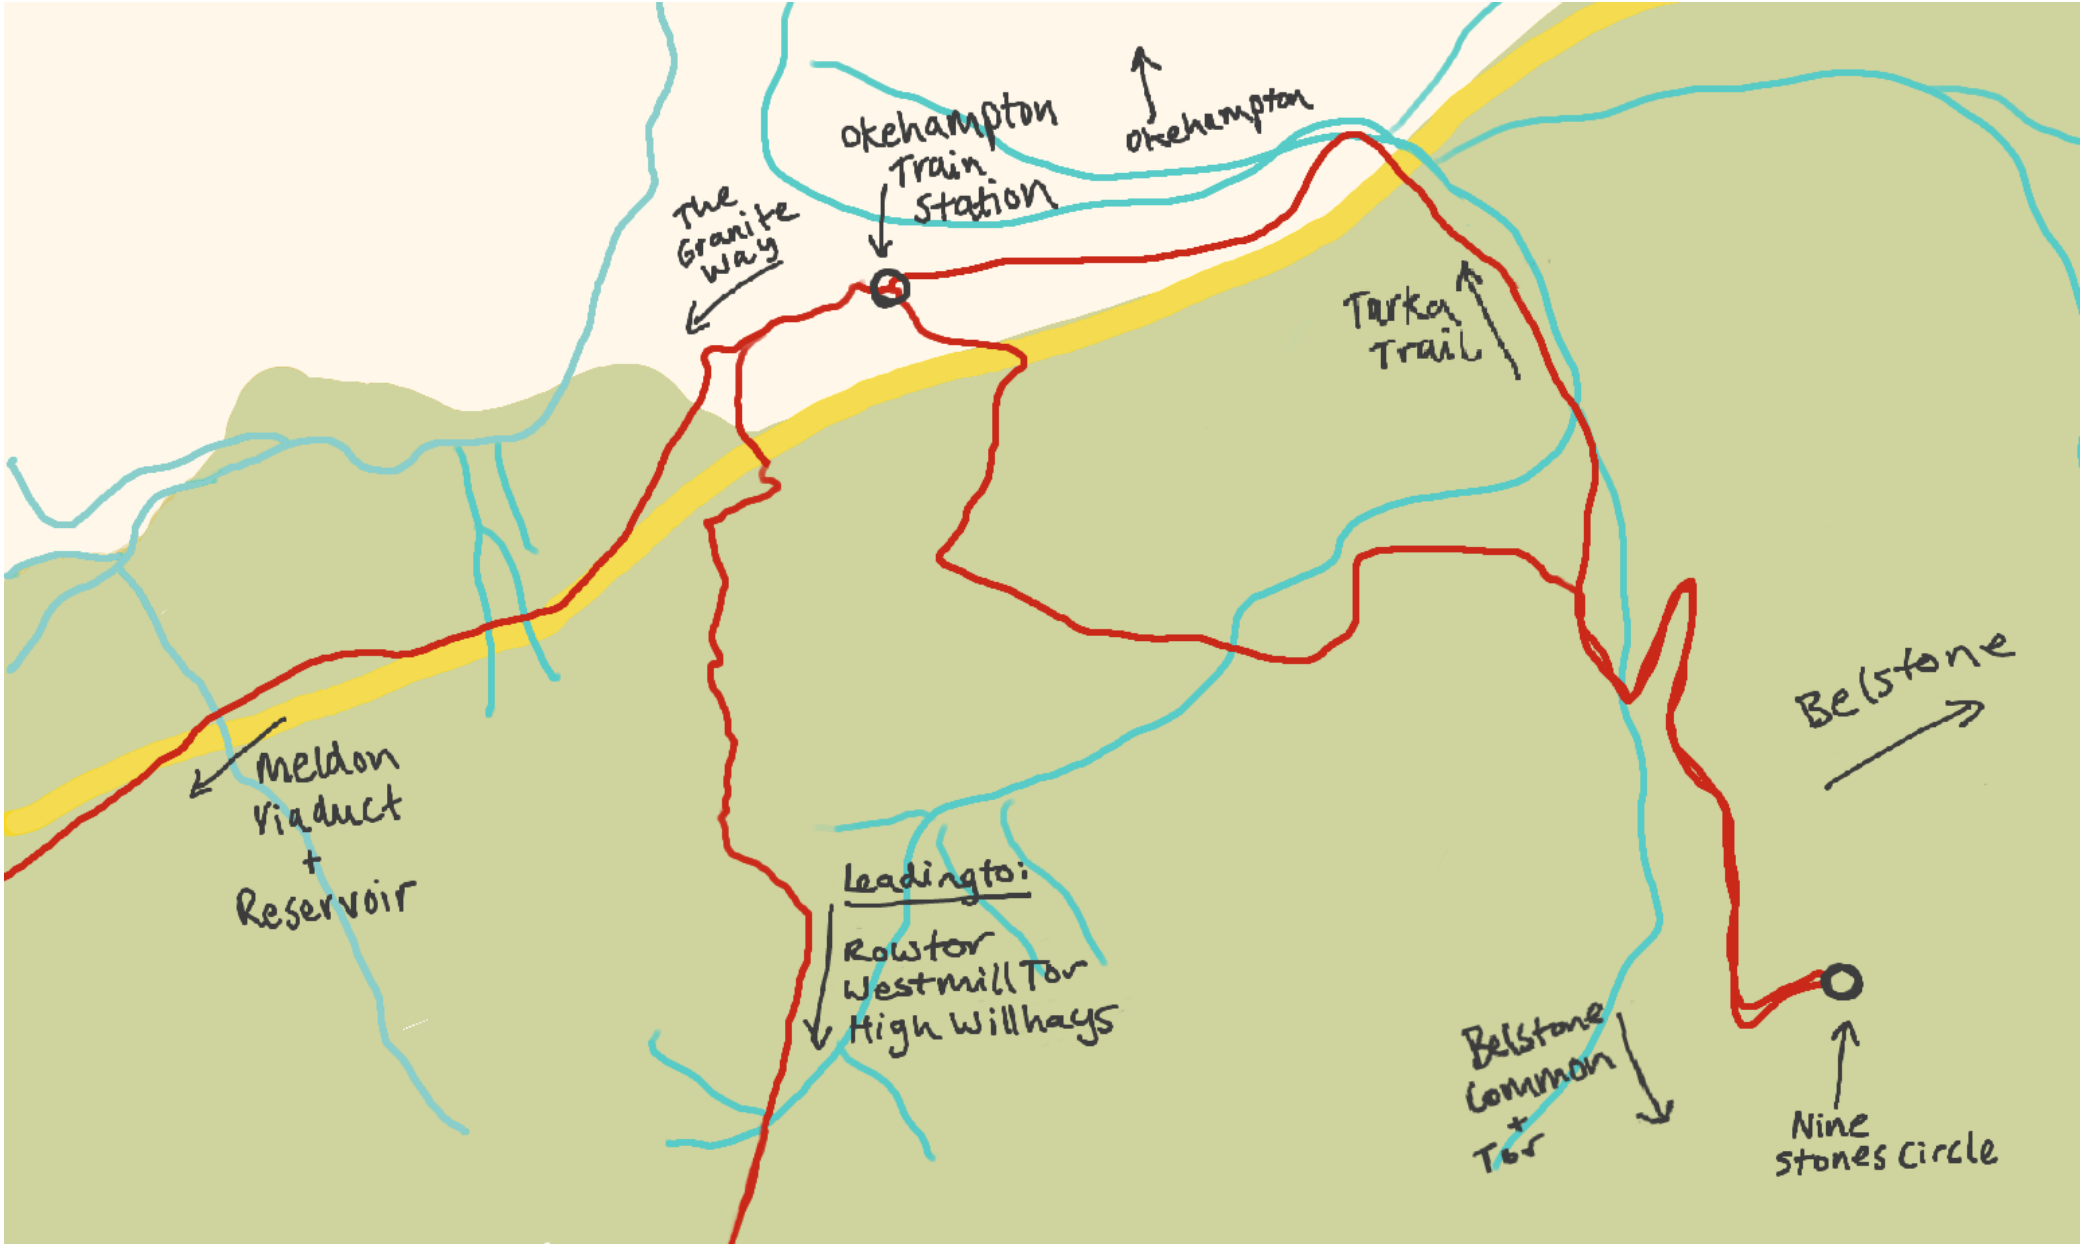 Okehampton
Train
Station
Okehampton
The
Granite
Way
Tarka
Trail
Belstone
Meldon
Viaduct
+
Reservoir
Leading to:
Rowtor
Westmill Tor
High Willhays
Belstone
Common
+
Tor
Nine
Stones Circle